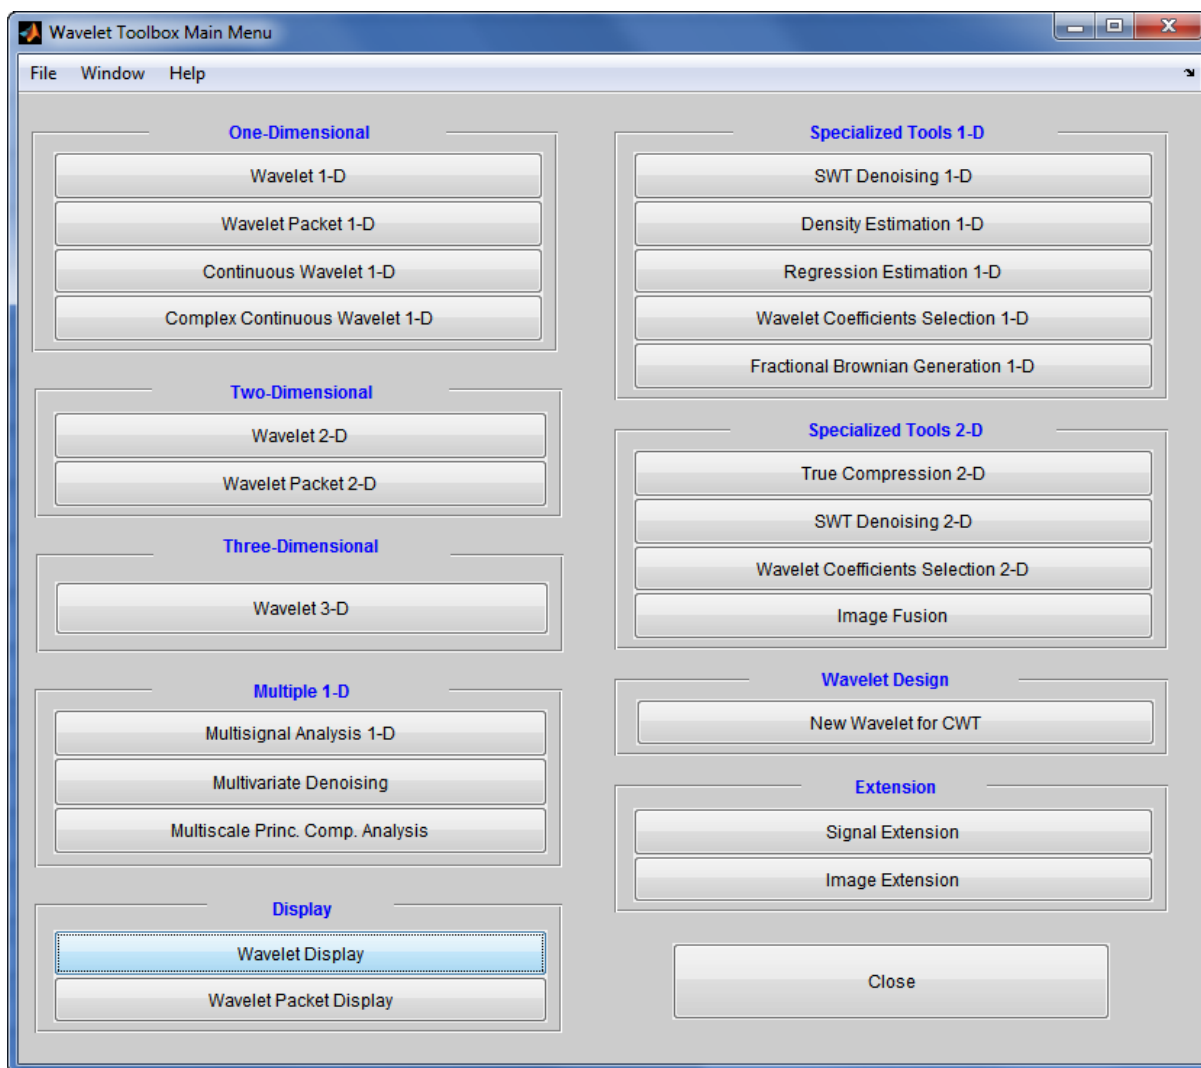 Wavelet Toolbox Main Menu
File Window Help
One-Dimensional
Wavelet 1-D
Wavelet Packet 1-D
Continuous Wavelet 1-D
Complex Continuous Wavelet 1-D
Two-Dimensional
Wavelet 2-D
Wavelet Packet 2-D
Three-Dimensional
Wavelet 3-D
Multiple 1-D
Multisignal Analysis 1-D
Multivariate Denoising
Multiscale Princ. Comp. Analysis
Display
Wavelet Display
Wavelet Packet Display
Specialized Tools 1-D
SWT Denoising 1-D
Density Estimation 1-D
Regression Estimation 1-D
Wavelet Coefficients Selection 1-D
Fractional Brownian Generation 1-D
Specialized Tools 2-D
True Compression 2-D
SWT Denoising 2-D
Wavelet Coefficients Selection 2-D
Image Fusion
Wavelet Design
New Wavelet for CWT
Extension
Signal Extension
Image Extension
Close